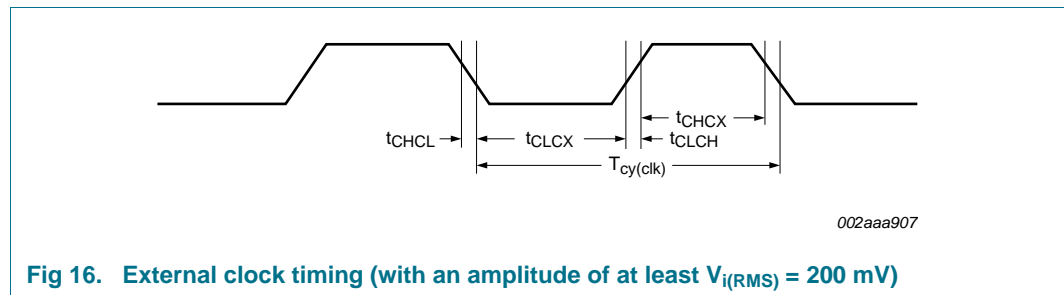 tCHCX
tCHCL tCLCX tCLCH
Tcy(clk)
002aaa907
Fig 16. External clock timing (with an amplitude of at least Vi(RMS) = 200 mV)